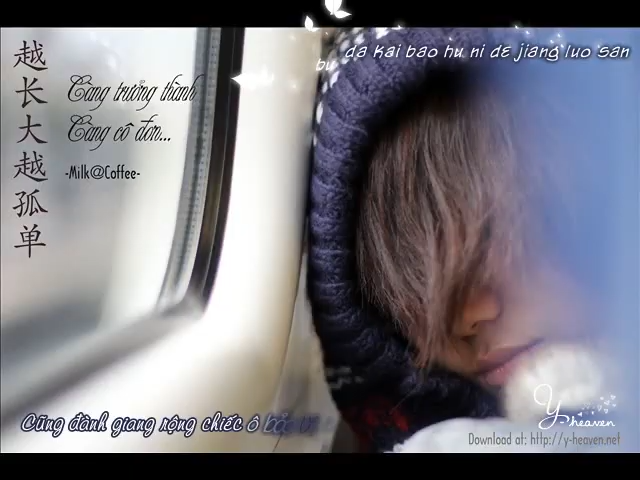 越长大越孤单
Càng trưởng thành
Càng cô đơn...
-Milk@Coffee-
bu da kai bao hu ni de jiang luo san
Cũng đành giang rộng chiếc ô bảo vệ
Y-heaven
Download at: http://y-heaven.net